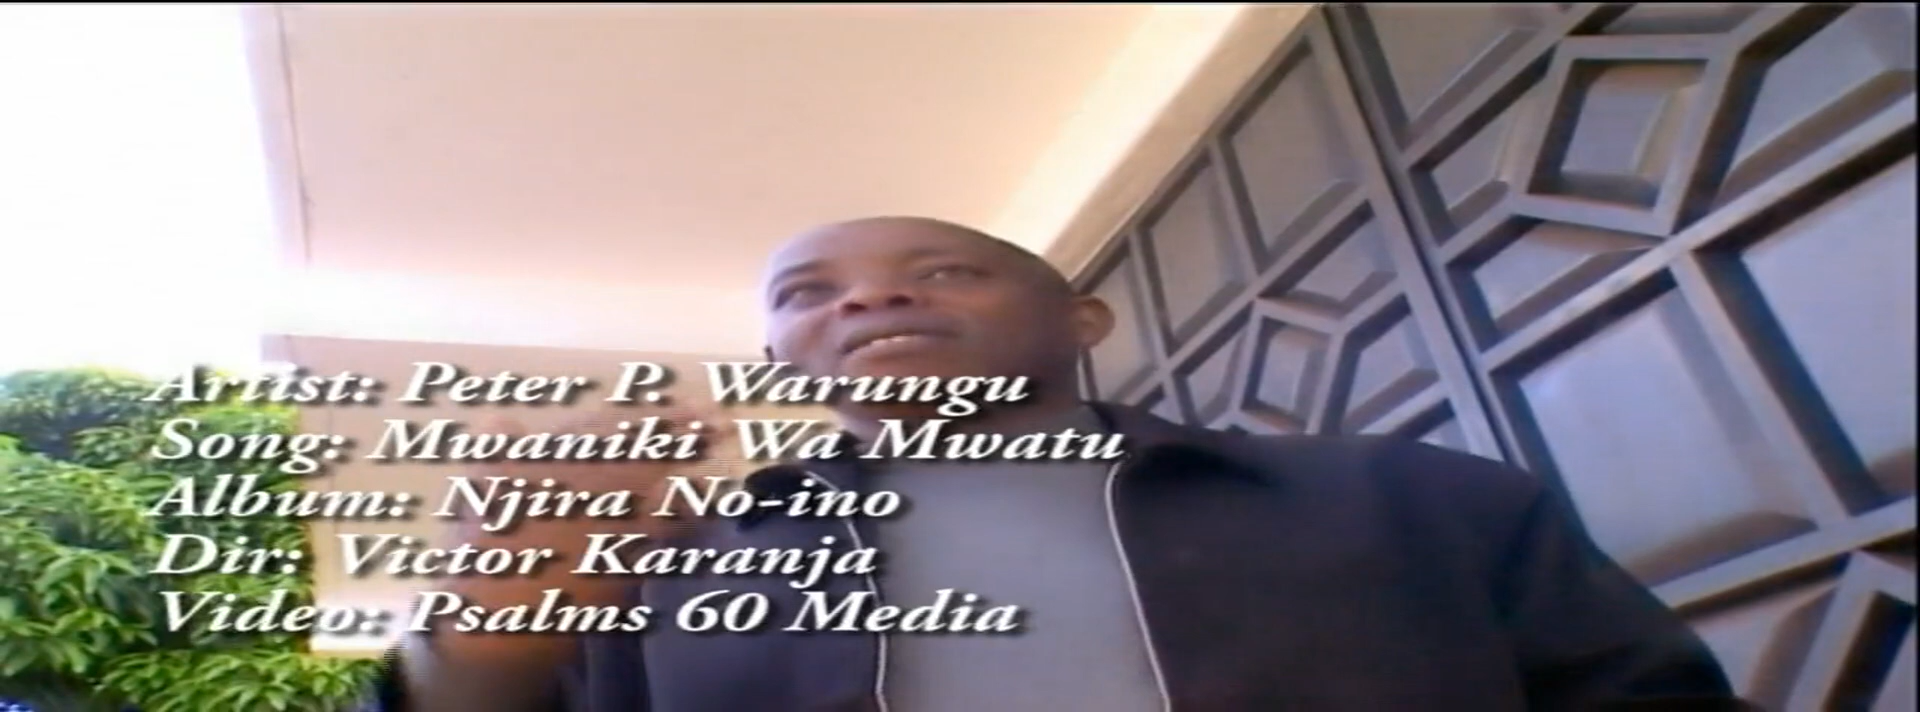 Artist: Peter P. Warungu
Song: Mwaniki Wa Mwatu
Album: Njira No-ino
Dir: Victor Karanja
Video: Psalms 60 Media